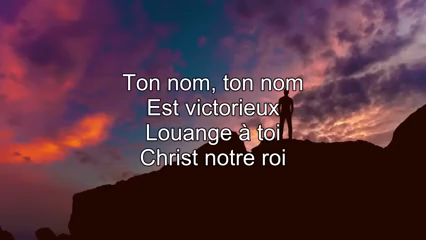 Ton nom, ton nom
Est victorieux
Louange à toi
Christ notre roi